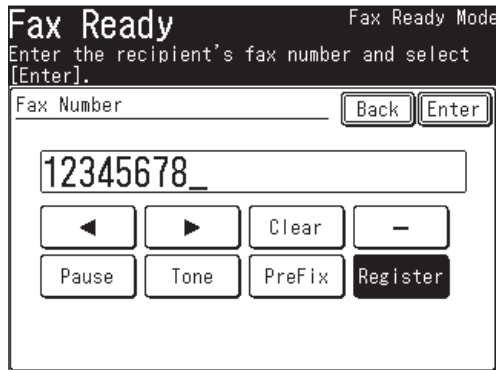 Fax Ready
Fax Ready Mode
Enter the recipient's fax number and select
[Enter].
Fax Number
Back Enter
12345678_
◀ ▶ Clear –
Pause Tone PreFix Register